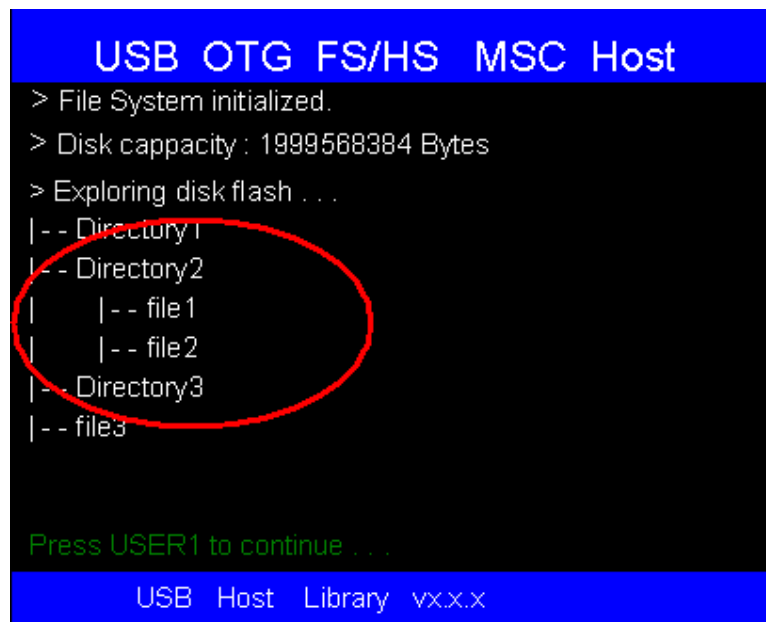 USB OTG FS/HS MSC Host
> File System initialized.
> Disk cappacity : 1999568384 Bytes
> Exploring disk flash . . .
|-- Directory1
|-- Directory2
| |-- file1
| |-- file2
|-- Directory3
|-- file3
Press USER1 to continue . . .
USB Host Library vx.x.x